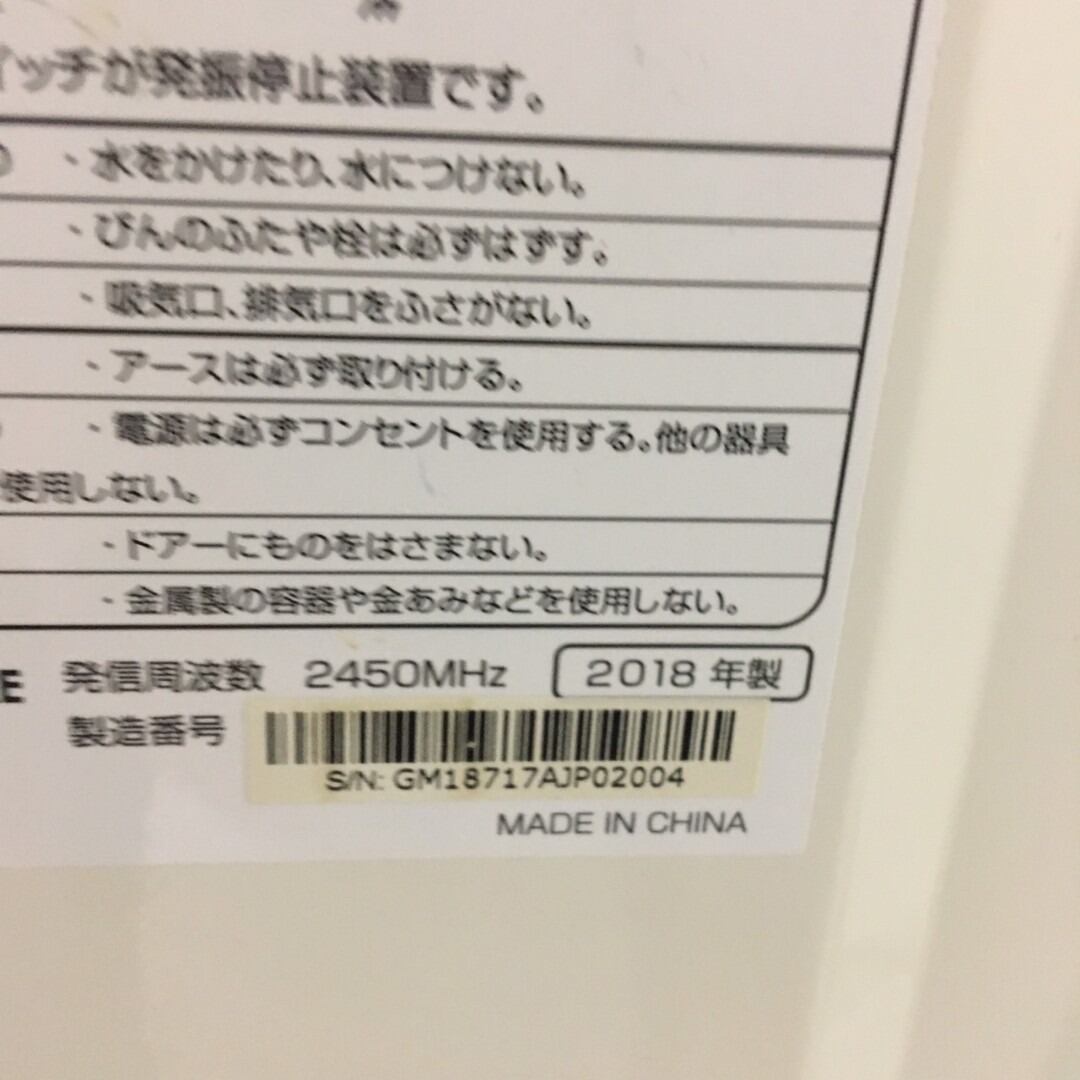 イッチが発振停止装置です。
・水をかけたり、水につけない。
・びんのふたや栓は必ずはずす。
・吸気口、排気口をふさがない。
・アースは必ず取り付ける。
・電源は必ずコンセントを使用する。他の器具
使用しない。
・ドアーにものをはさまない。
・金属製の容器や金あみなどを使用しない。
E 発信周波数 2450MHz 2018 年製
製造番号
S/N: GM18717AJP02004
MADE IN CHINA